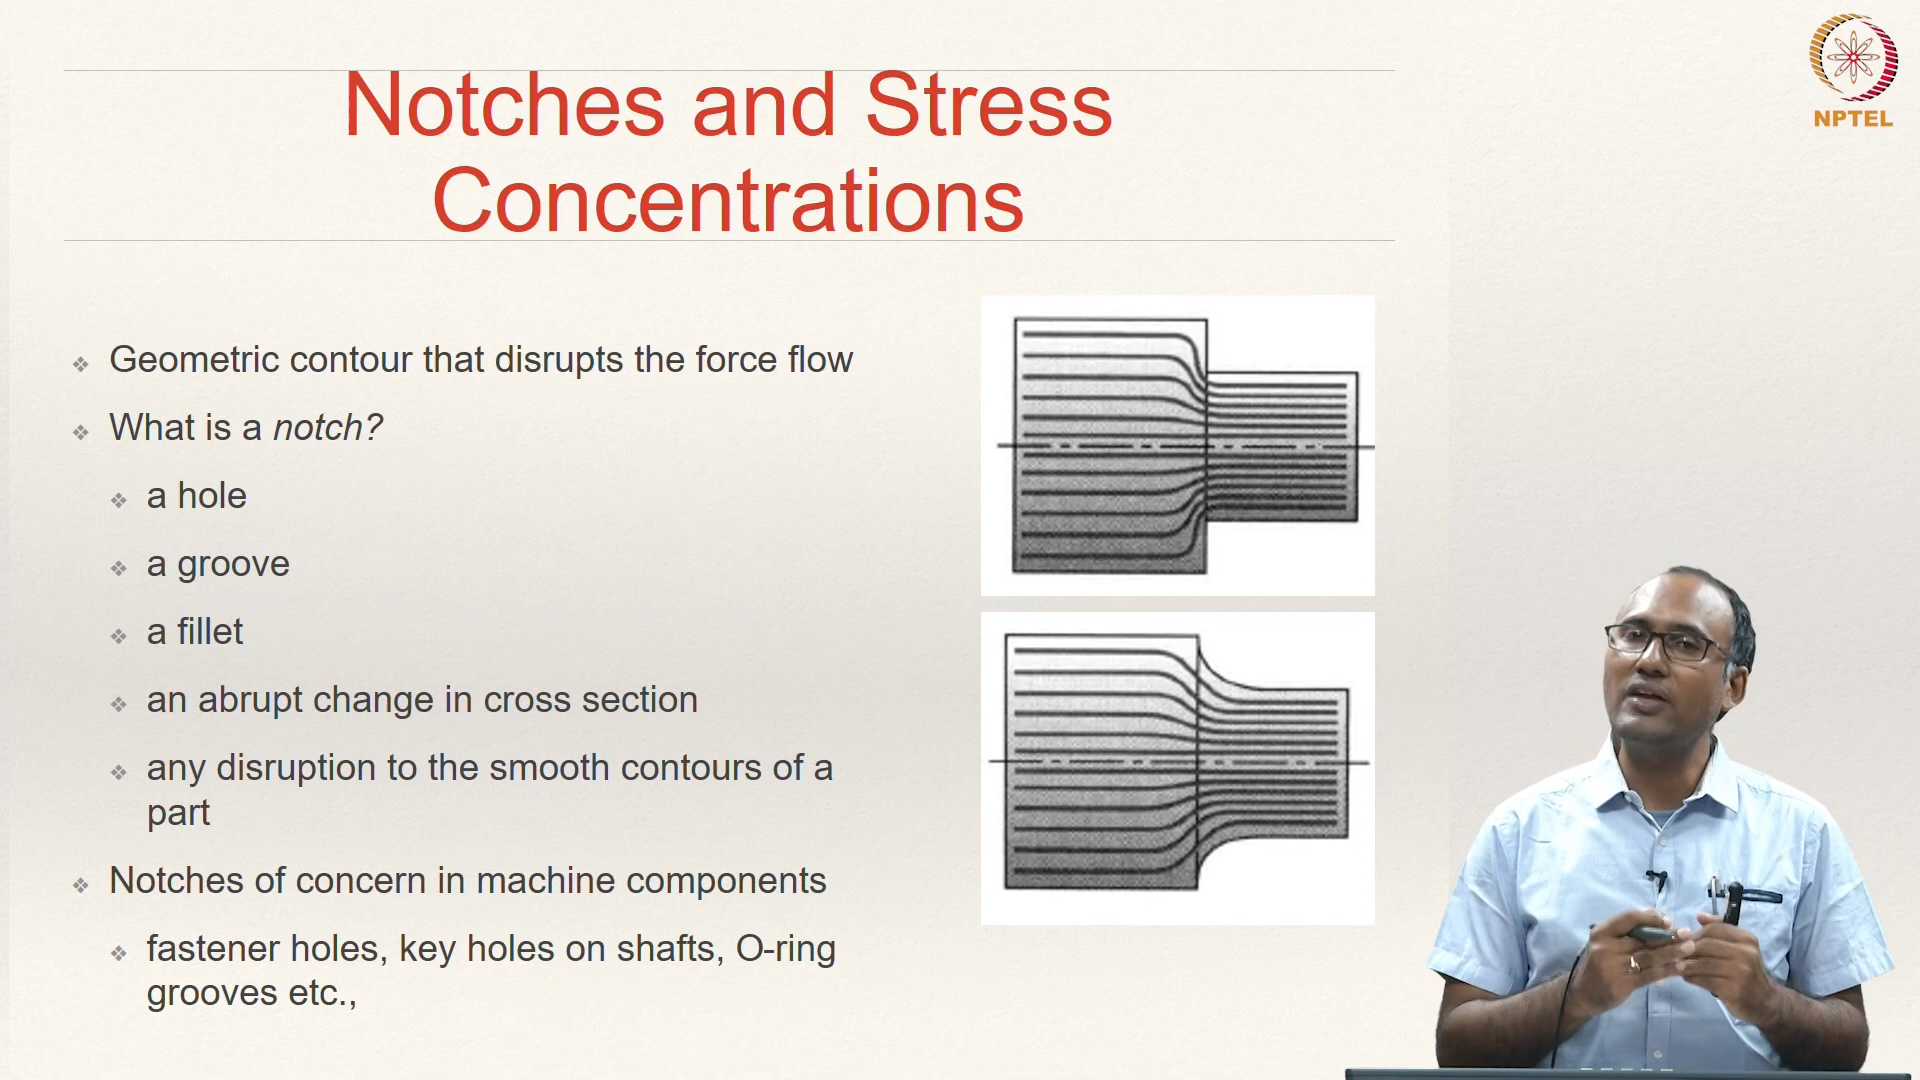 Notches and Stress
Concentrations
Geometric contour that disrupts the force flow
What is a notch?
a hole
a groove
a fillet
an abrupt change in cross section
any disruption to the smooth contours of a
part
Notches of concern in machine components
fastener holes, key holes on shafts, O-ring
grooves etc.,
NPTEL